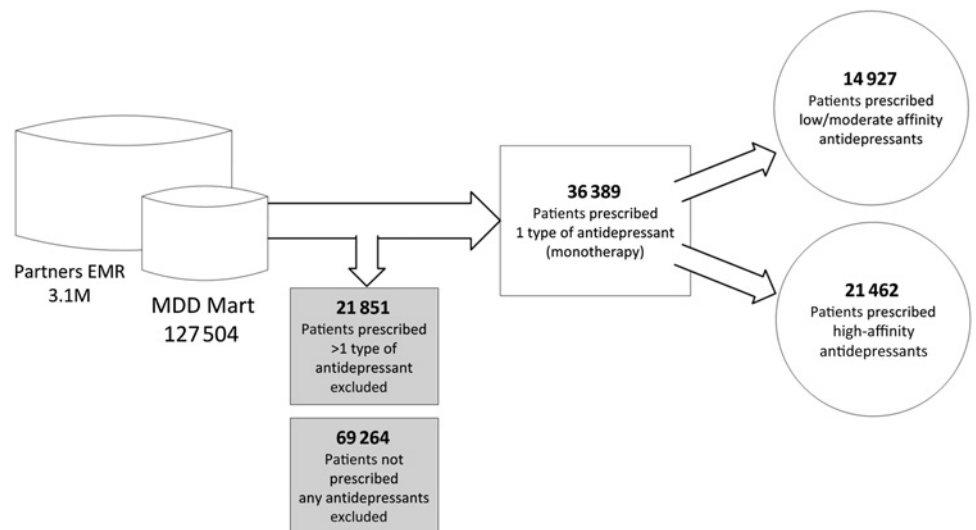 Partners EMR
3.1M
MDD Mart
127 504
21 851
Patients prescribed
>1 type of
antidepressant
excluded
69 264
Patients not
prescribed
any antidepressants
excluded
36 389
Patients prescribed
1 type of antidepressant
(monotherapy)
14 927
Patients prescribed
low/moderate affinity
antidepressants
21 462
Patients prescribed
high-affinity
antidepressants